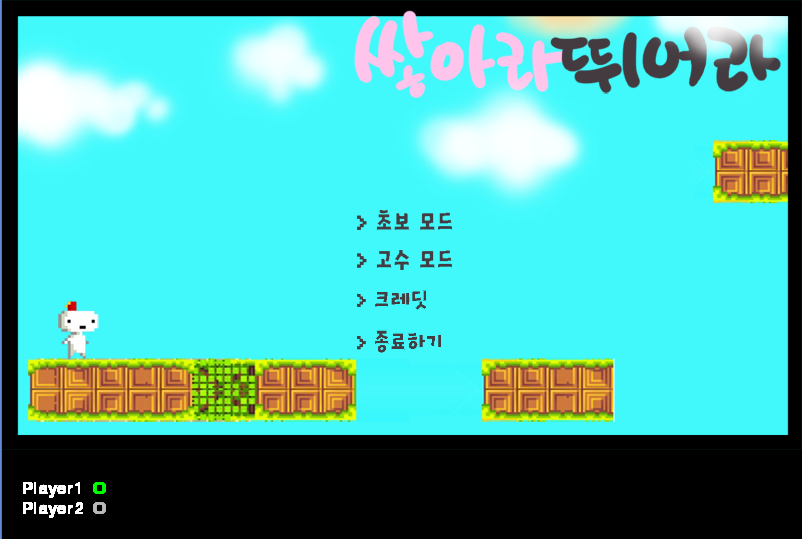 쌓아라뛰어라
> 초보 모드
> 고수 모드
> 크레딧
> 종료하기
Player1 O
Player2 O